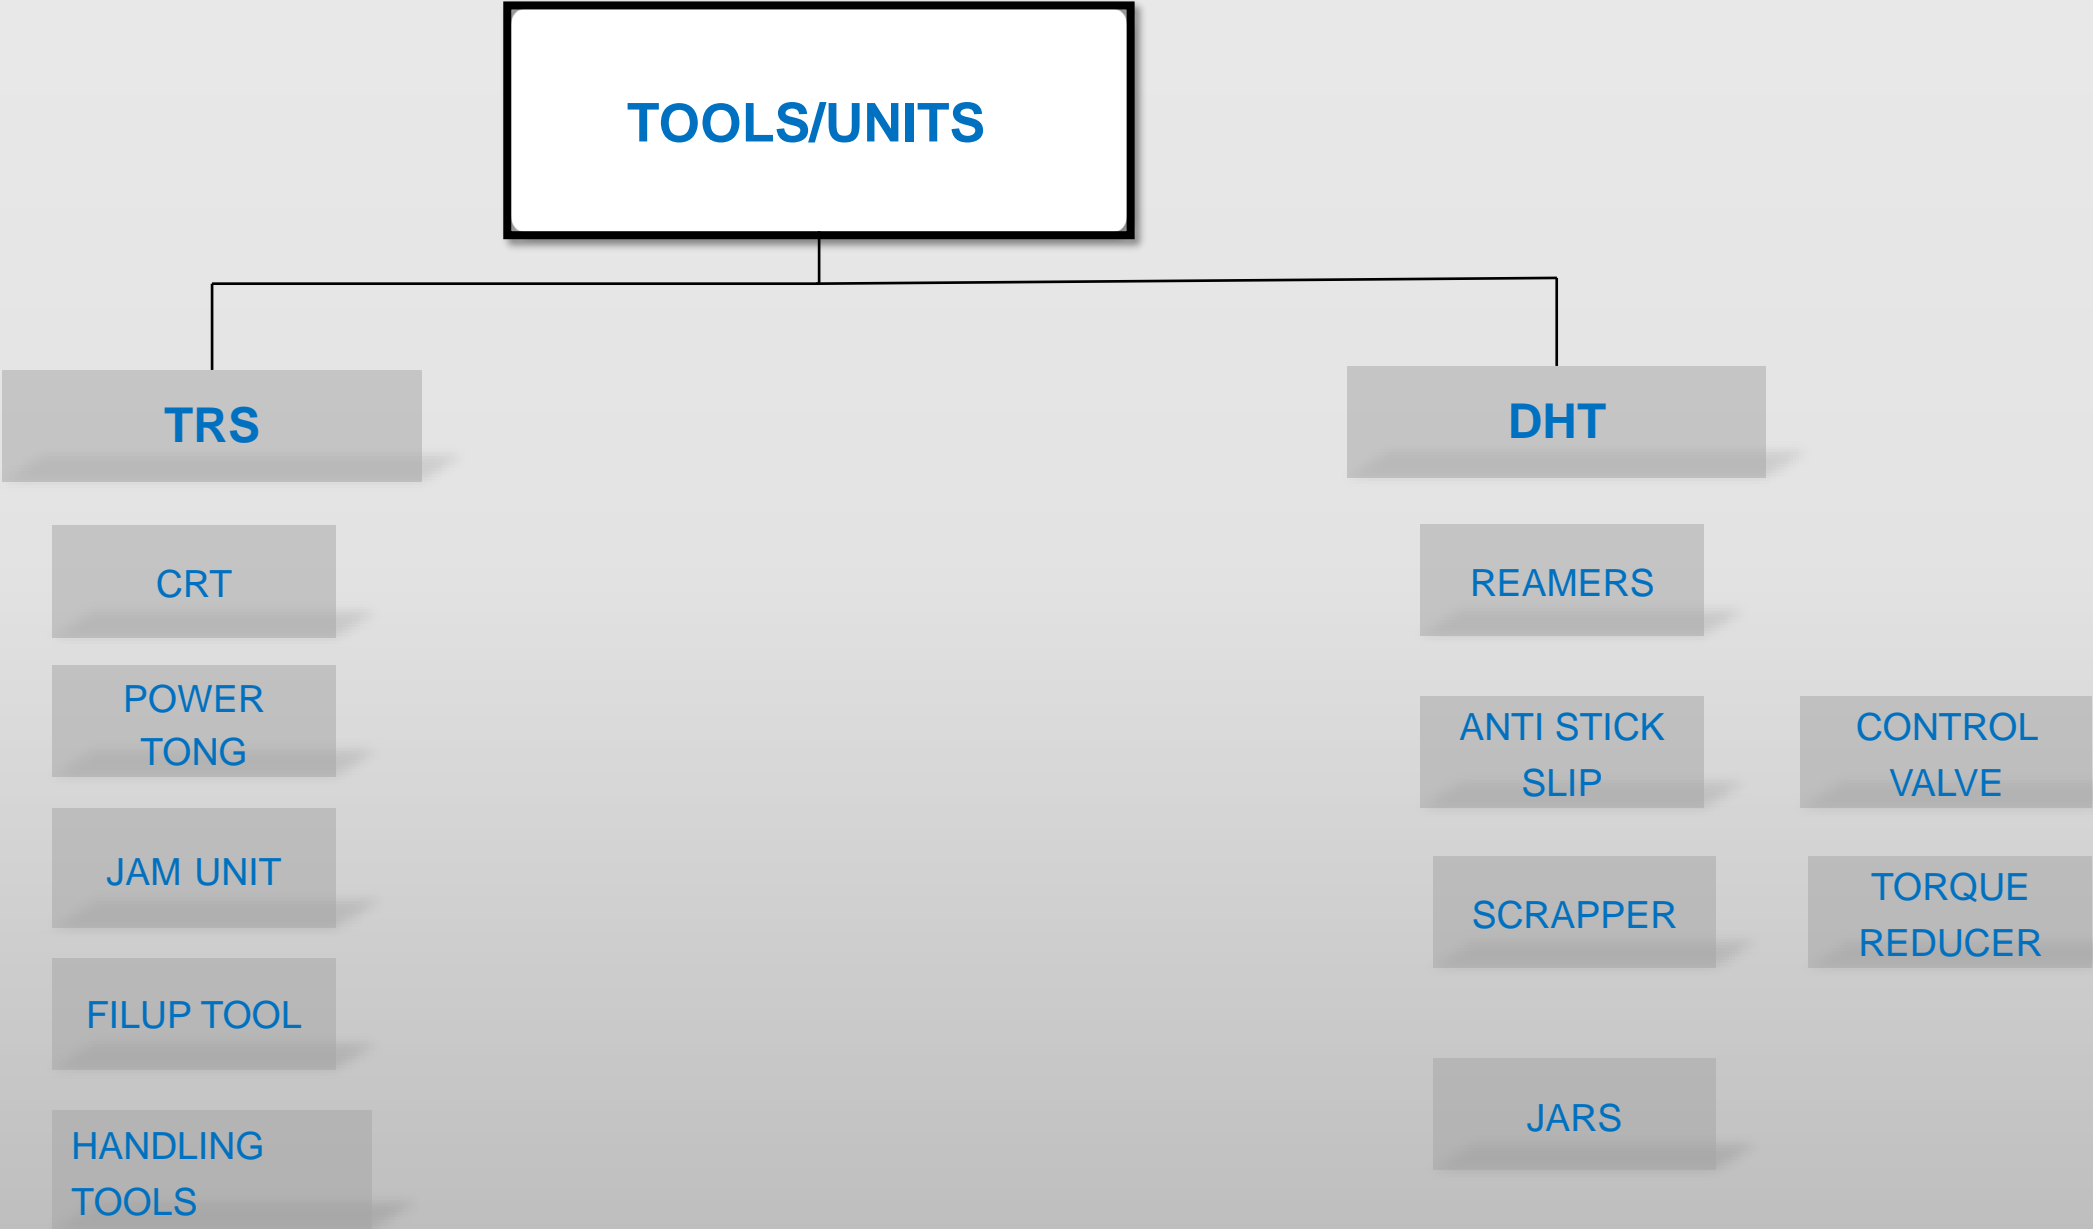 TOOLS/UNITS
TRS
CRT
POWER
TONG
JAM UNIT
FILUP TOOL
HANDLING
TOOLS
DHT
REAMERS
ANTI STICK
SLIP
CONTROL
VALVE
SCRAPPER
TORQUE
REDUCER
JARS